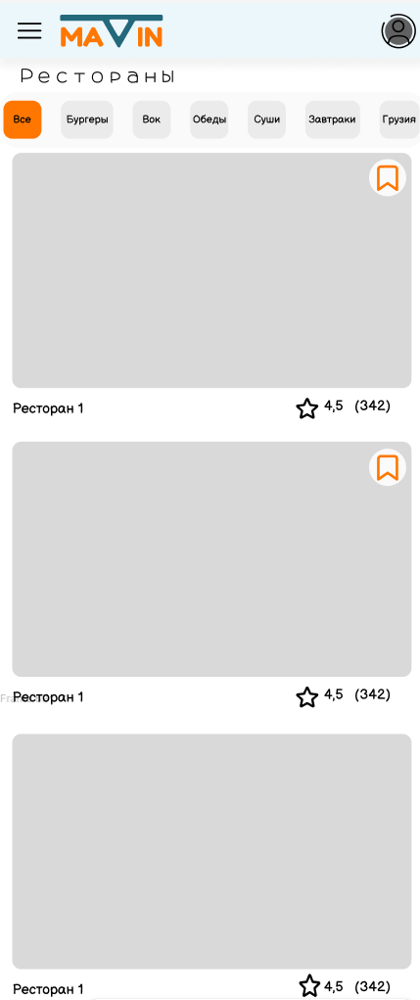 MAVIN
Рестораны
Все Бургеры Вок Обеды Суши Завтраки Грузия
Ресторан 1 4,5 (342)
Ресторан 1 4,5 (342)
Ресторан 1 4,5 (342)